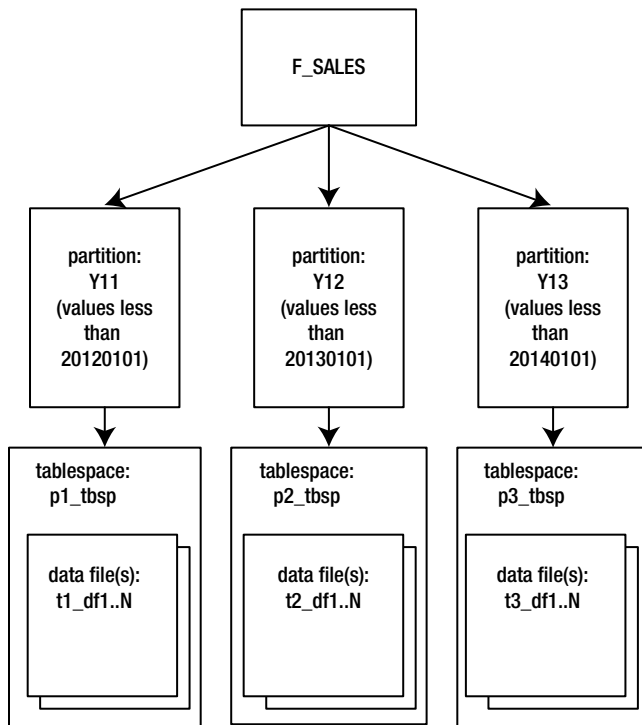 F_SALES
partition:
Y11
(values less
than
20120101)
partition:
Y12
(values less
than
20130101)
partition:
Y13
(values less
than
20140101)
tablespace:
p1_tbsp
data file(s):
t1_df1..N
tablespace:
p2_tbsp
data file(s):
t2_df1..N
tablespace:
p3_tbsp
data file(s):
t3_df1..N